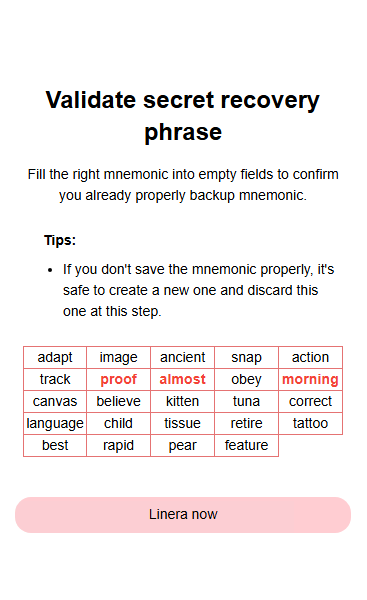 Validate secret recovery
phrase
Fill the right mnemonic into empty fields to confirm
you already properly backup mnemonic.
Tips:
• If you don't save the mnemonic properly, it's
safe to create a new one and discard this
one at this step.
adapt image ancient snap action
track proof almost obey morning
canvas believe kitten tuna correct
language child tissue retire tattoo
best rapid pear feature
Linera now